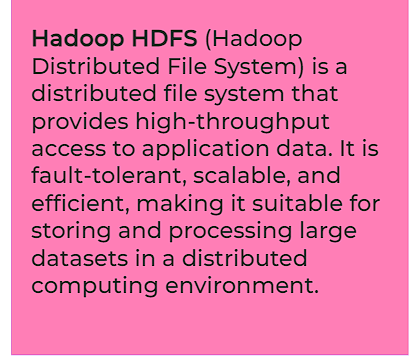 Hadoop HDFS (Hadoop
Distributed File System) is a
distributed file system that
provides high-throughput
access to application data. It is
fault-tolerant, scalable, and
efficient, making it suitable for
storing and processing large
datasets in a distributed
computing environment.